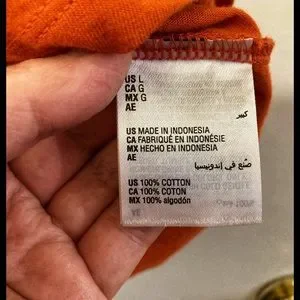 US L
CA G
MX G
AE
كبير
US MADE IN INDONESIA
CA FABRIQUÉ EN INDONÉSIE
MX HECHO EN INDONESIA
AE
صنع في إندونيسيا
US 100% COTTON
CA 100% COTON
MX 100% algodón